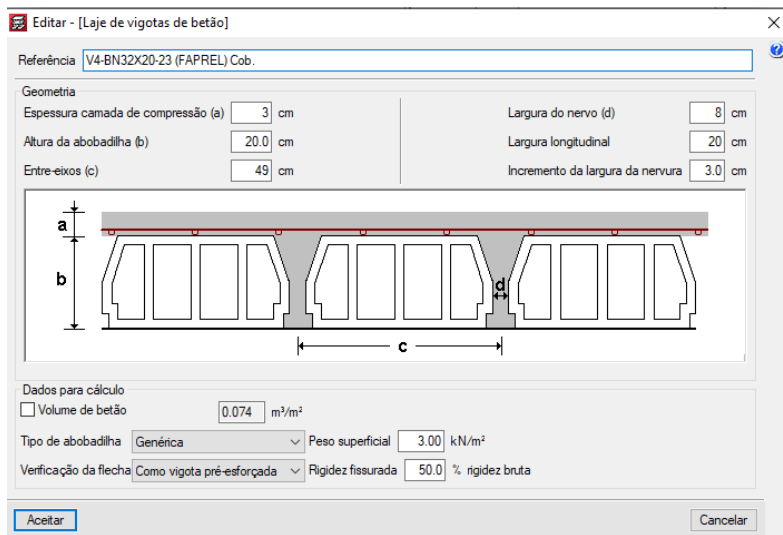 Editar - [Laje de vigotas de betão]
Referência V4-BN32X20-23 (FAPREL) Cob.
Geometria
Espessura camada de compressão (a) 3 cm Largura do nervo (d) 8 cm
Altura da abobadilha (b) 20.0 cm Largura longitudinal 20 cm
Entre-eixos (c) 49 cm Incremento da largura da nervura 3.0 cm
a
b
d
c
Dados para cálculo
Volume de betão 0.074 m³/m²
Tipo de abobadilha Genérica Peso superficial 3.00 kN/m²
Verificação da flecha Como vigota pré-esforçada Rigidez fissurada 50.0 % rigidez bruta
Aceitar Cancelar